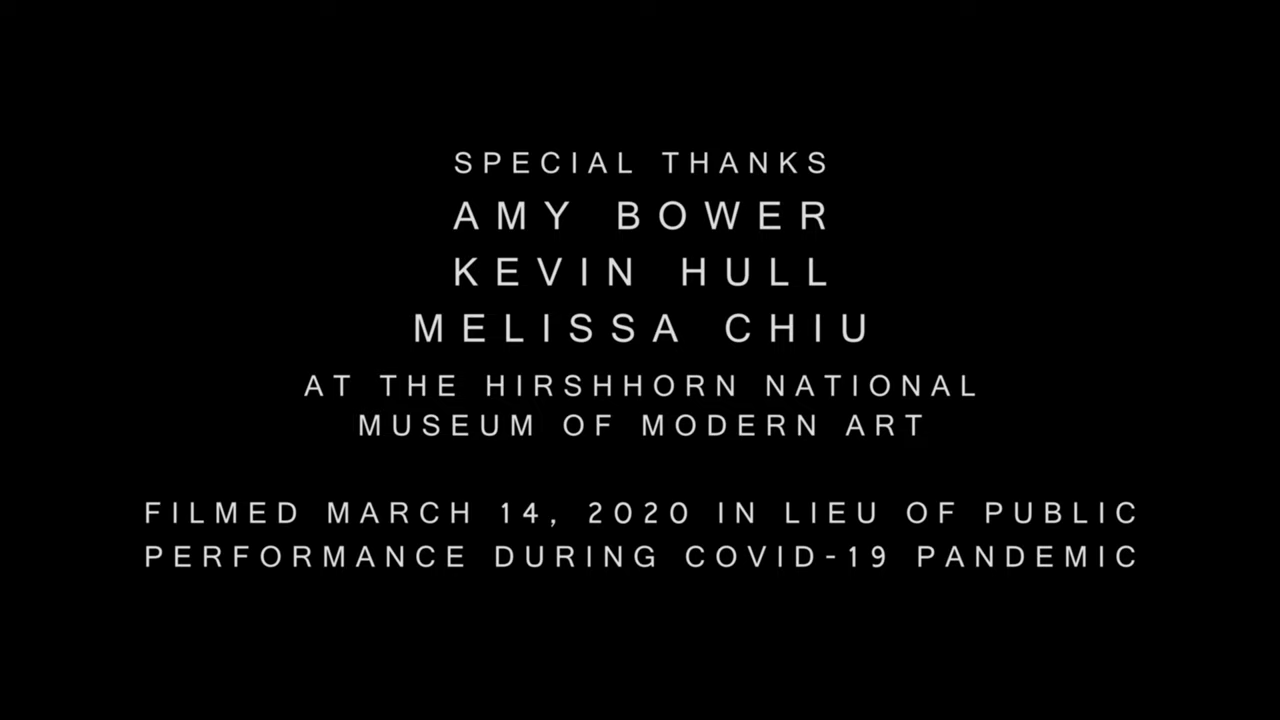 SPECIAL THANKS
AMY BOWER
KEVIN HULL
MELISSA CHIU
AT THE HIRSHHORN NATIONAL
MUSEUM OF MODERN ART
FILMED MARCH 14, 2020 IN LIEU OF PUBLIC
PERFORMANCE DURING COVID-19 PANDEMIC